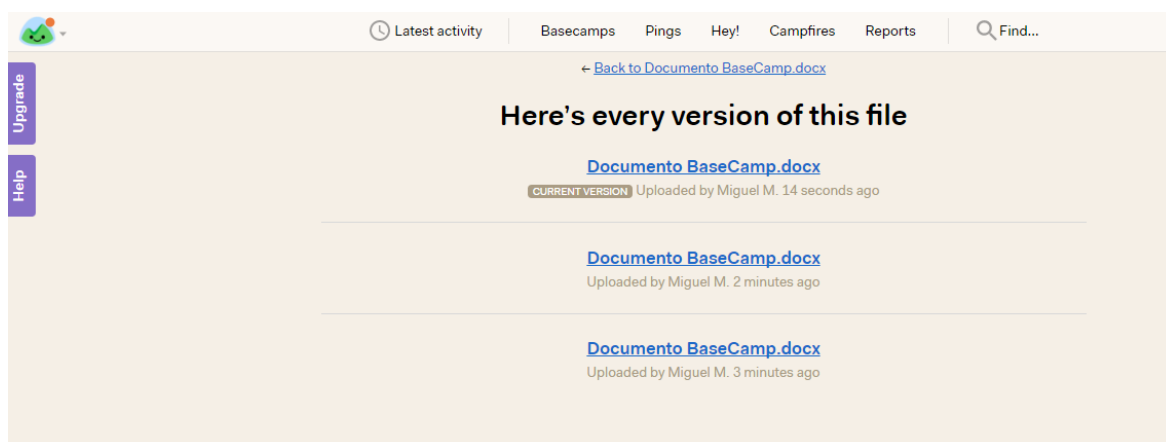 Latest activity Basecamps Pings Hey! Campfires Reports Find...
Upgrade
Help
← Back to Documento BaseCamp.docx
Here's every version of this file
Documento BaseCamp.docx
CURRENT VERSION Uploaded by Miguel M. 14 seconds ago
Documento BaseCamp.docx
Uploaded by Miguel M. 2 minutes ago
Documento BaseCamp.docx
Uploaded by Miguel M. 3 minutes ago